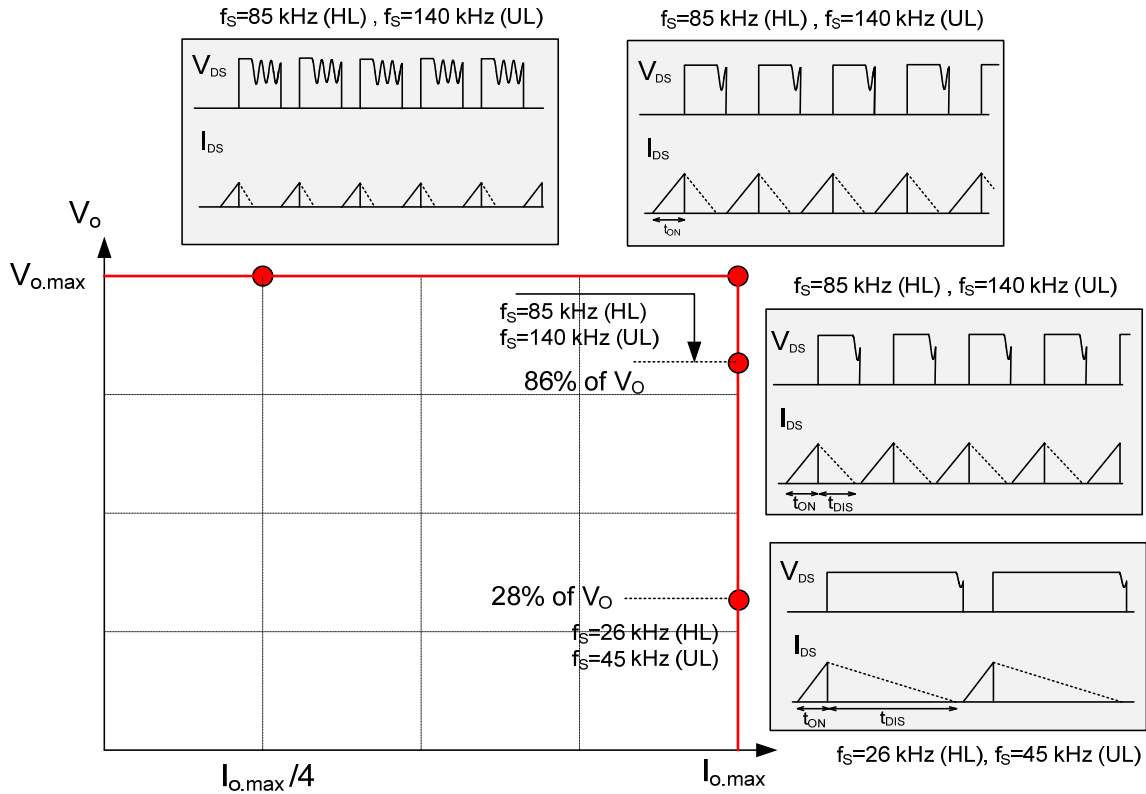 fS=85 kHz (HL) , fS=140 kHz (UL)
VDS
IDS
fS=85 kHz (HL) , fS=140 kHz (UL)
VDS
IDS
tON
Vo
Vo.max
fS=85 kHz (HL)
fS=140 kHz (UL)
86% of VO
fS=85 kHz (HL) , fS=140 kHz (UL)
VDS
IDS
tON
tDIS
28% of VO
fS=26 kHz (HL)
fS=45 kHz (UL)
VDS
IDS
tON
tDIS
fS=26 kHz (HL), fS=45 kHz (UL)
Io.max /4
Io.max